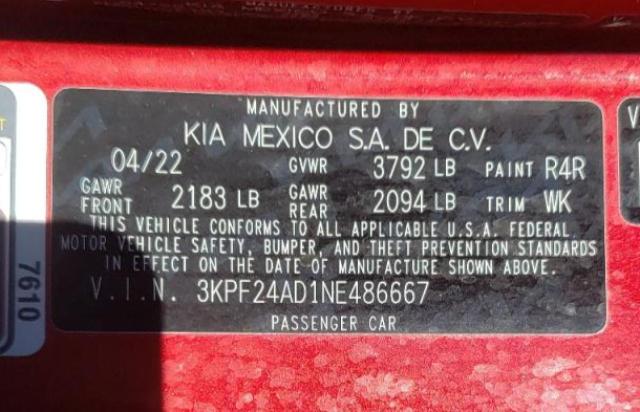 MANUFACTURED BY
KIA MEXICO S.A. DE C.V.
04/22 GVWR 3792 LB PAINT R4R
GAWR FRONT 2183 LB GAWR REAR 2094 LB TRIM WK
THIS VEHICLE CONFORMS TO ALL APPLICABLE U.S.A. FEDERAL
MOTOR VEHICLE SAFETY, BUMPER, AND THEFT PREVENTION STANDARDS
IN EFFECT ON THE DATE OF MANUFACTURE SHOWN ABOVE.
V.I.N. 3KPF24AD1NE486667
PASSENGER CAR
7610